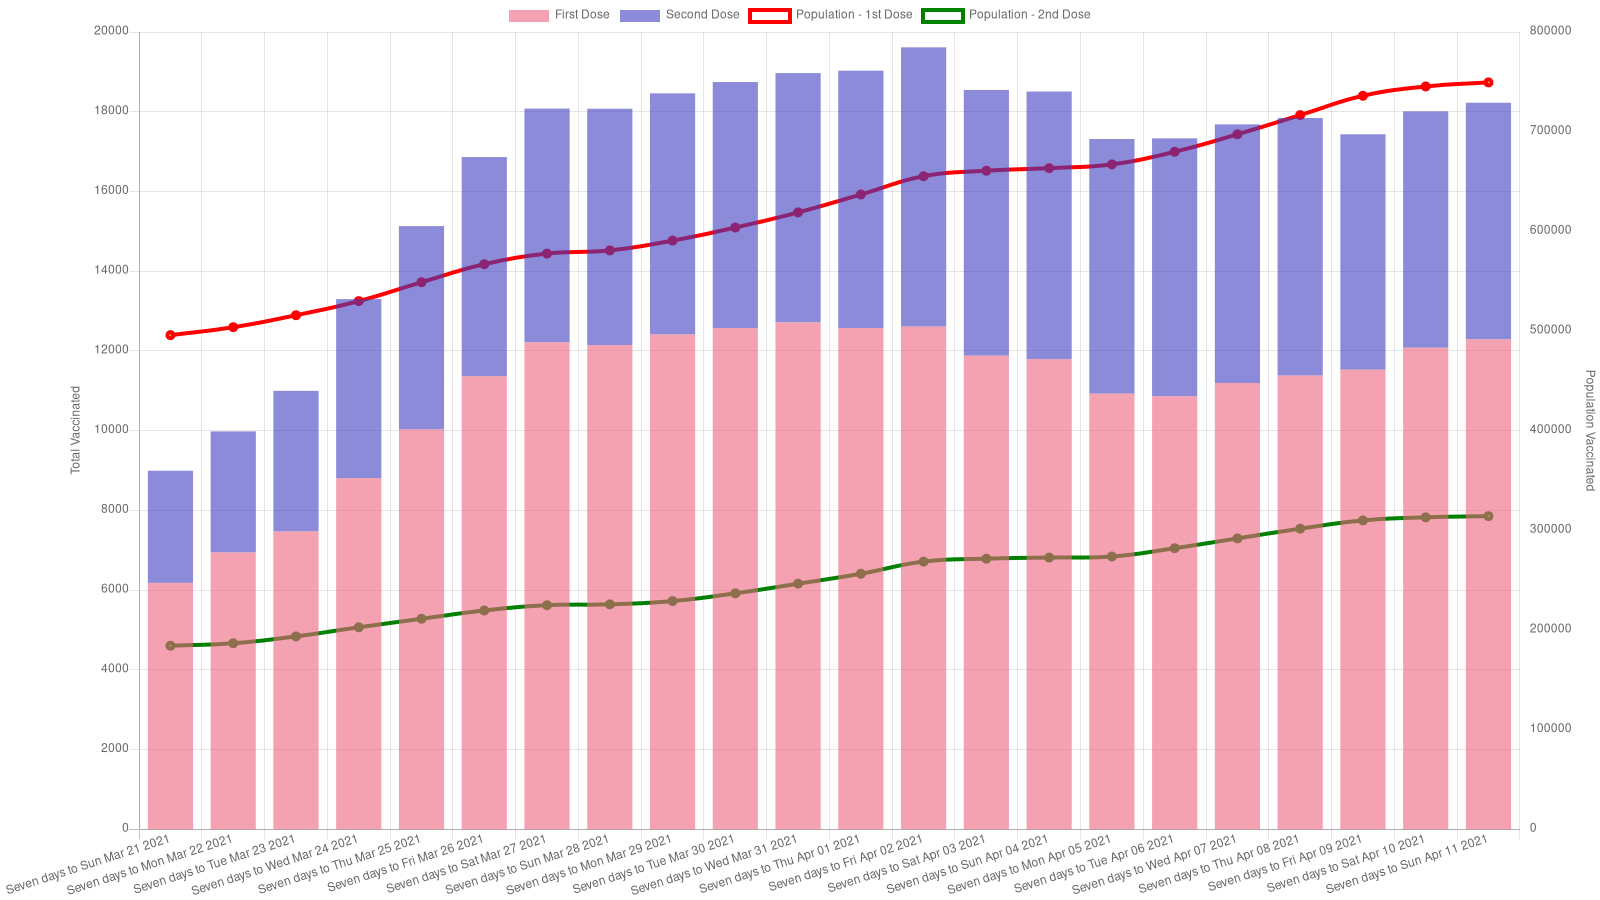 First Dose Second Dose Population - 1st Dose Population - 2nd Dose
20000
18000
16000
14000
12000
10000
8000
6000
4000
2000
0
Total Vaccinated
800000
700000
600000
500000
400000
300000
200000
100000
0
Population Vaccinated
Seven days to Sun Mar 21 2021
Seven days to Mon Mar 22 2021
Seven days to Tue Mar 23 2021
Seven days to Wed Mar 24 2021
Seven days to Thu Mar 25 2021
Seven days to Fri Mar 26 2021
Seven days to Sat Mar 27 2021
Seven days to Sun Mar 28 2021
Seven days to Mon Mar 29 2021
Seven days to Tue Mar 30 2021
Seven days to Wed Mar 31 2021
Seven days to Thu Apr 01 2021
Seven days to Fri Apr 02 2021
Seven days to Sat Apr 03 2021
Seven days to Sun Apr 04 2021
Seven days to Mon Apr 05 2021
Seven days to Tue Apr 06 2021
Seven days to Wed Apr 07 2021
Seven days to Thu Apr 08 2021
Seven days to Fri Apr 09 2021
Seven days to Sat Apr 10 2021
Seven days to Sun Apr 11 2021